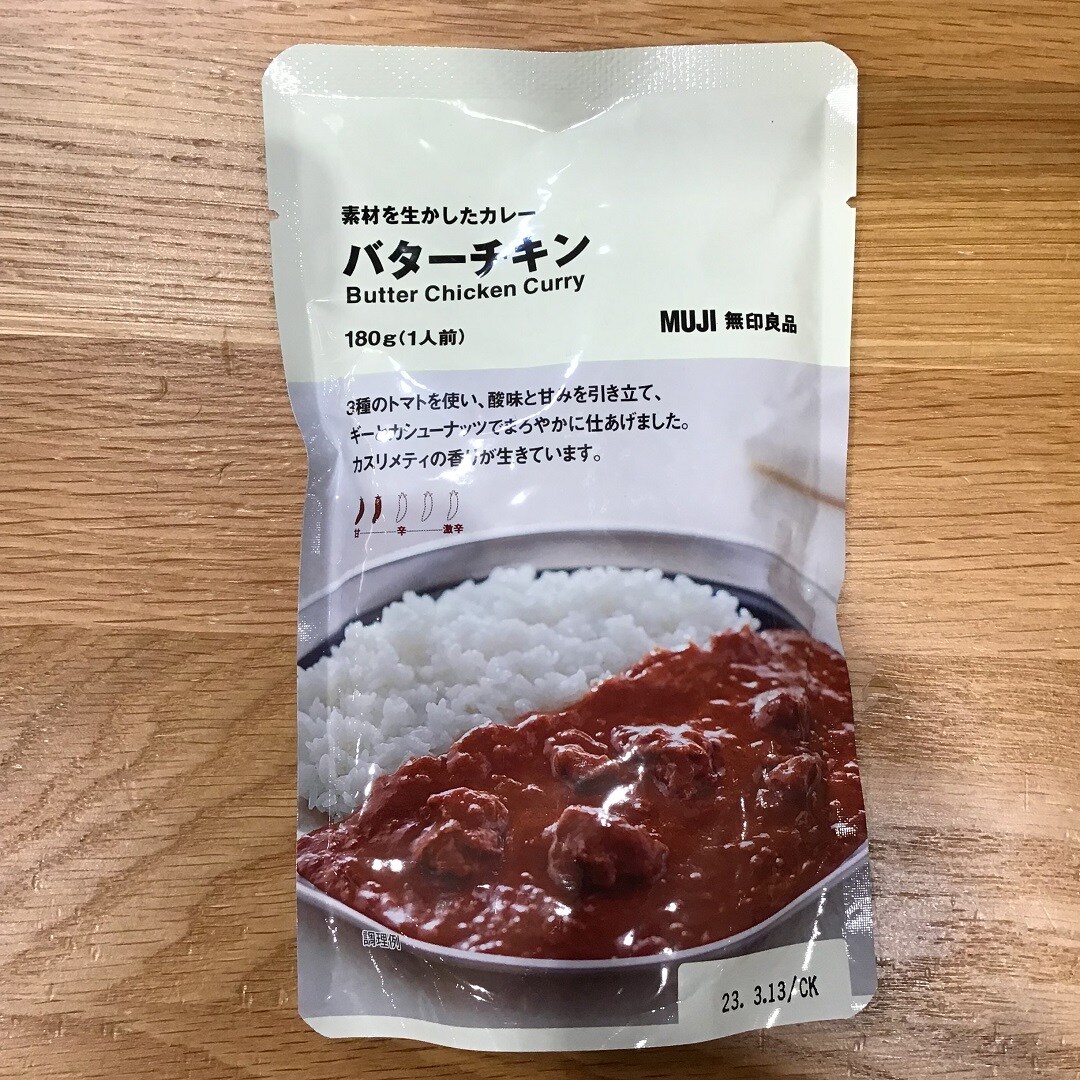 素材を生かしたカレー
バターチキン
Butter Chicken Curry
180g(1人前)
MUJI 無印良品
3種のトマトを使い、酸味と甘みを引き立て、
ギーとカシューナッツでまろやかに仕あげました。
カスリメティの香りが生きています。
甘 辛 激辛
調理例
23. 3.13/CK